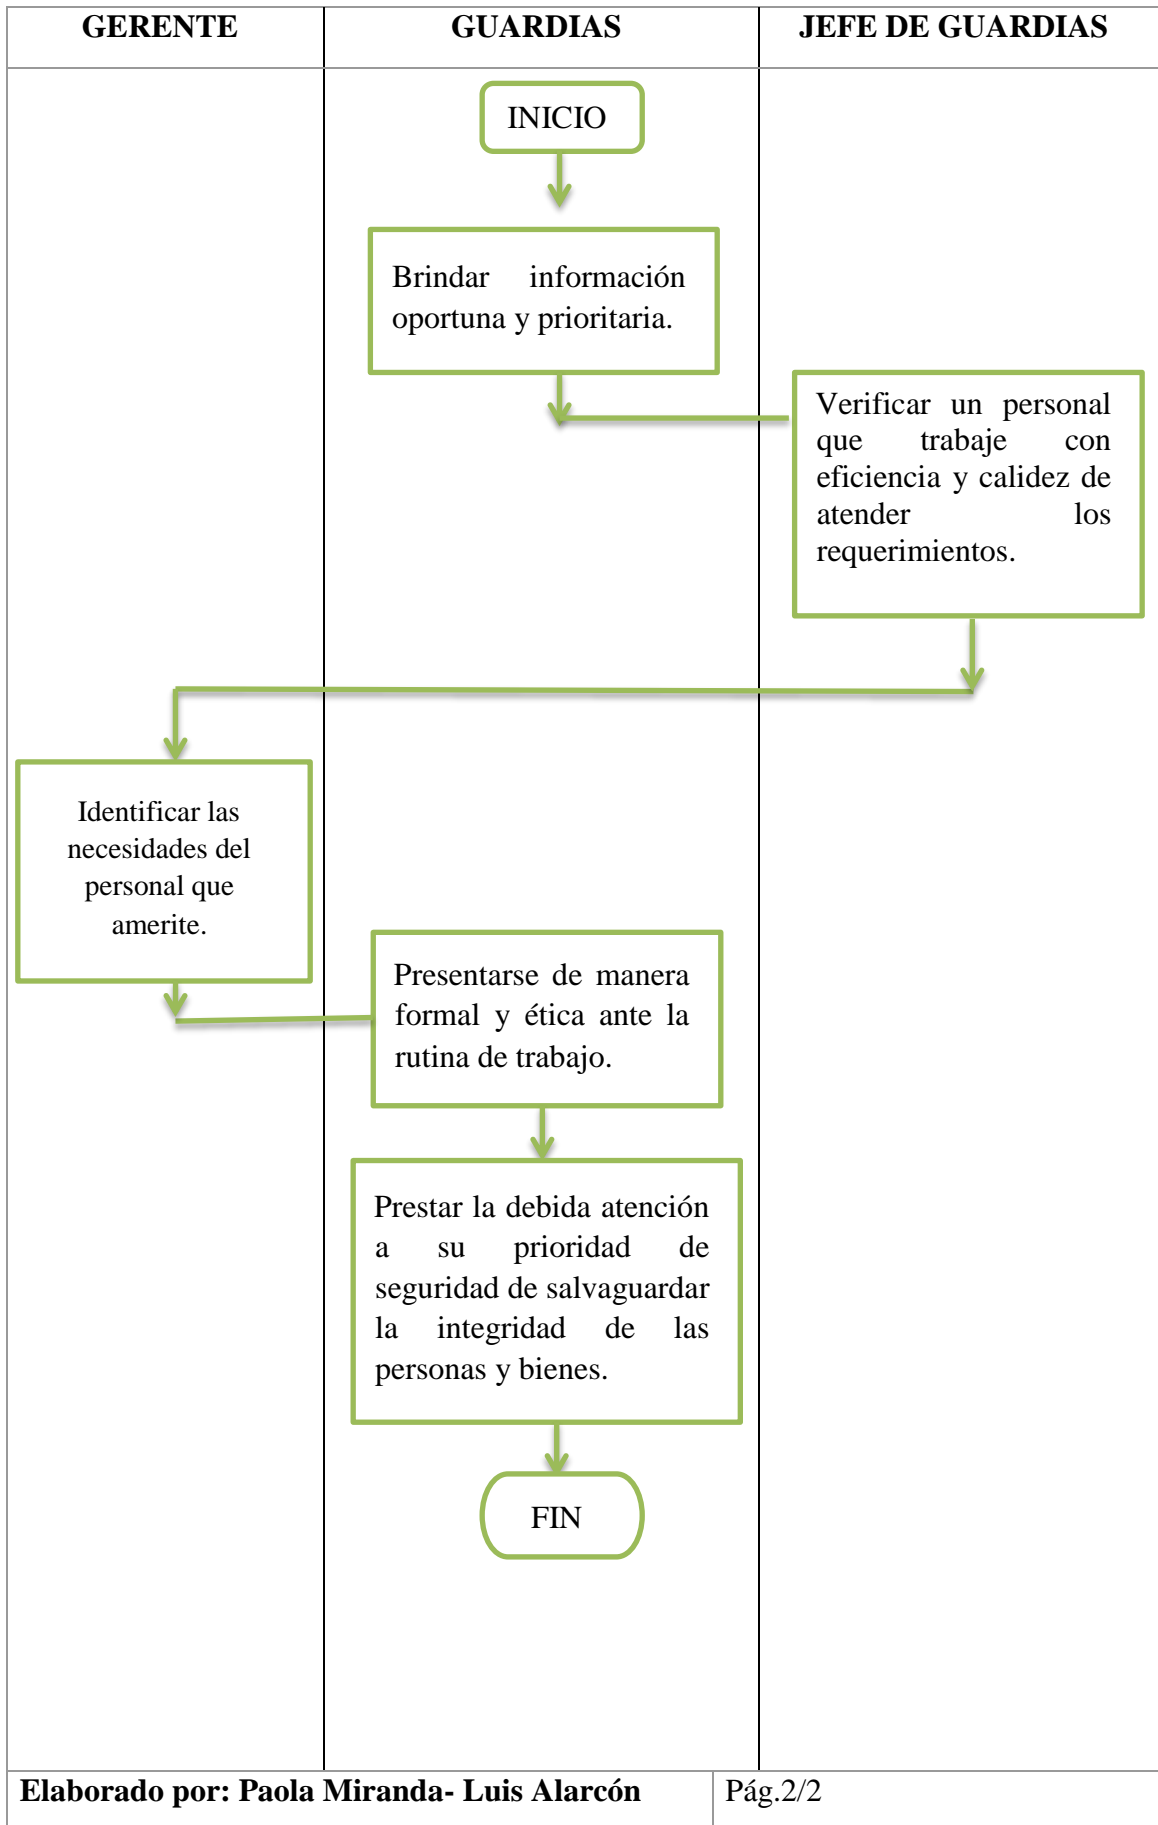 GERENTE
GUARDIAS
JEFE DE GUARDIAS
INICIO
Brindar información
oportuna y prioritaria.
Verificar un personal
que trabaje con
eficiencia y calidez de
atender los
requerimientos.
Identificar las
necesidades del
personal que
amerite.
Presentarse de manera
formal y ética ante la
rutina de trabajo.
Prestar la debida atención
a su prioridad de
seguridad de salvaguardar
la integridad de las
personas y bienes.
FIN
Elaborado por: Paola Miranda- Luis Alarcón
Pág.2/2